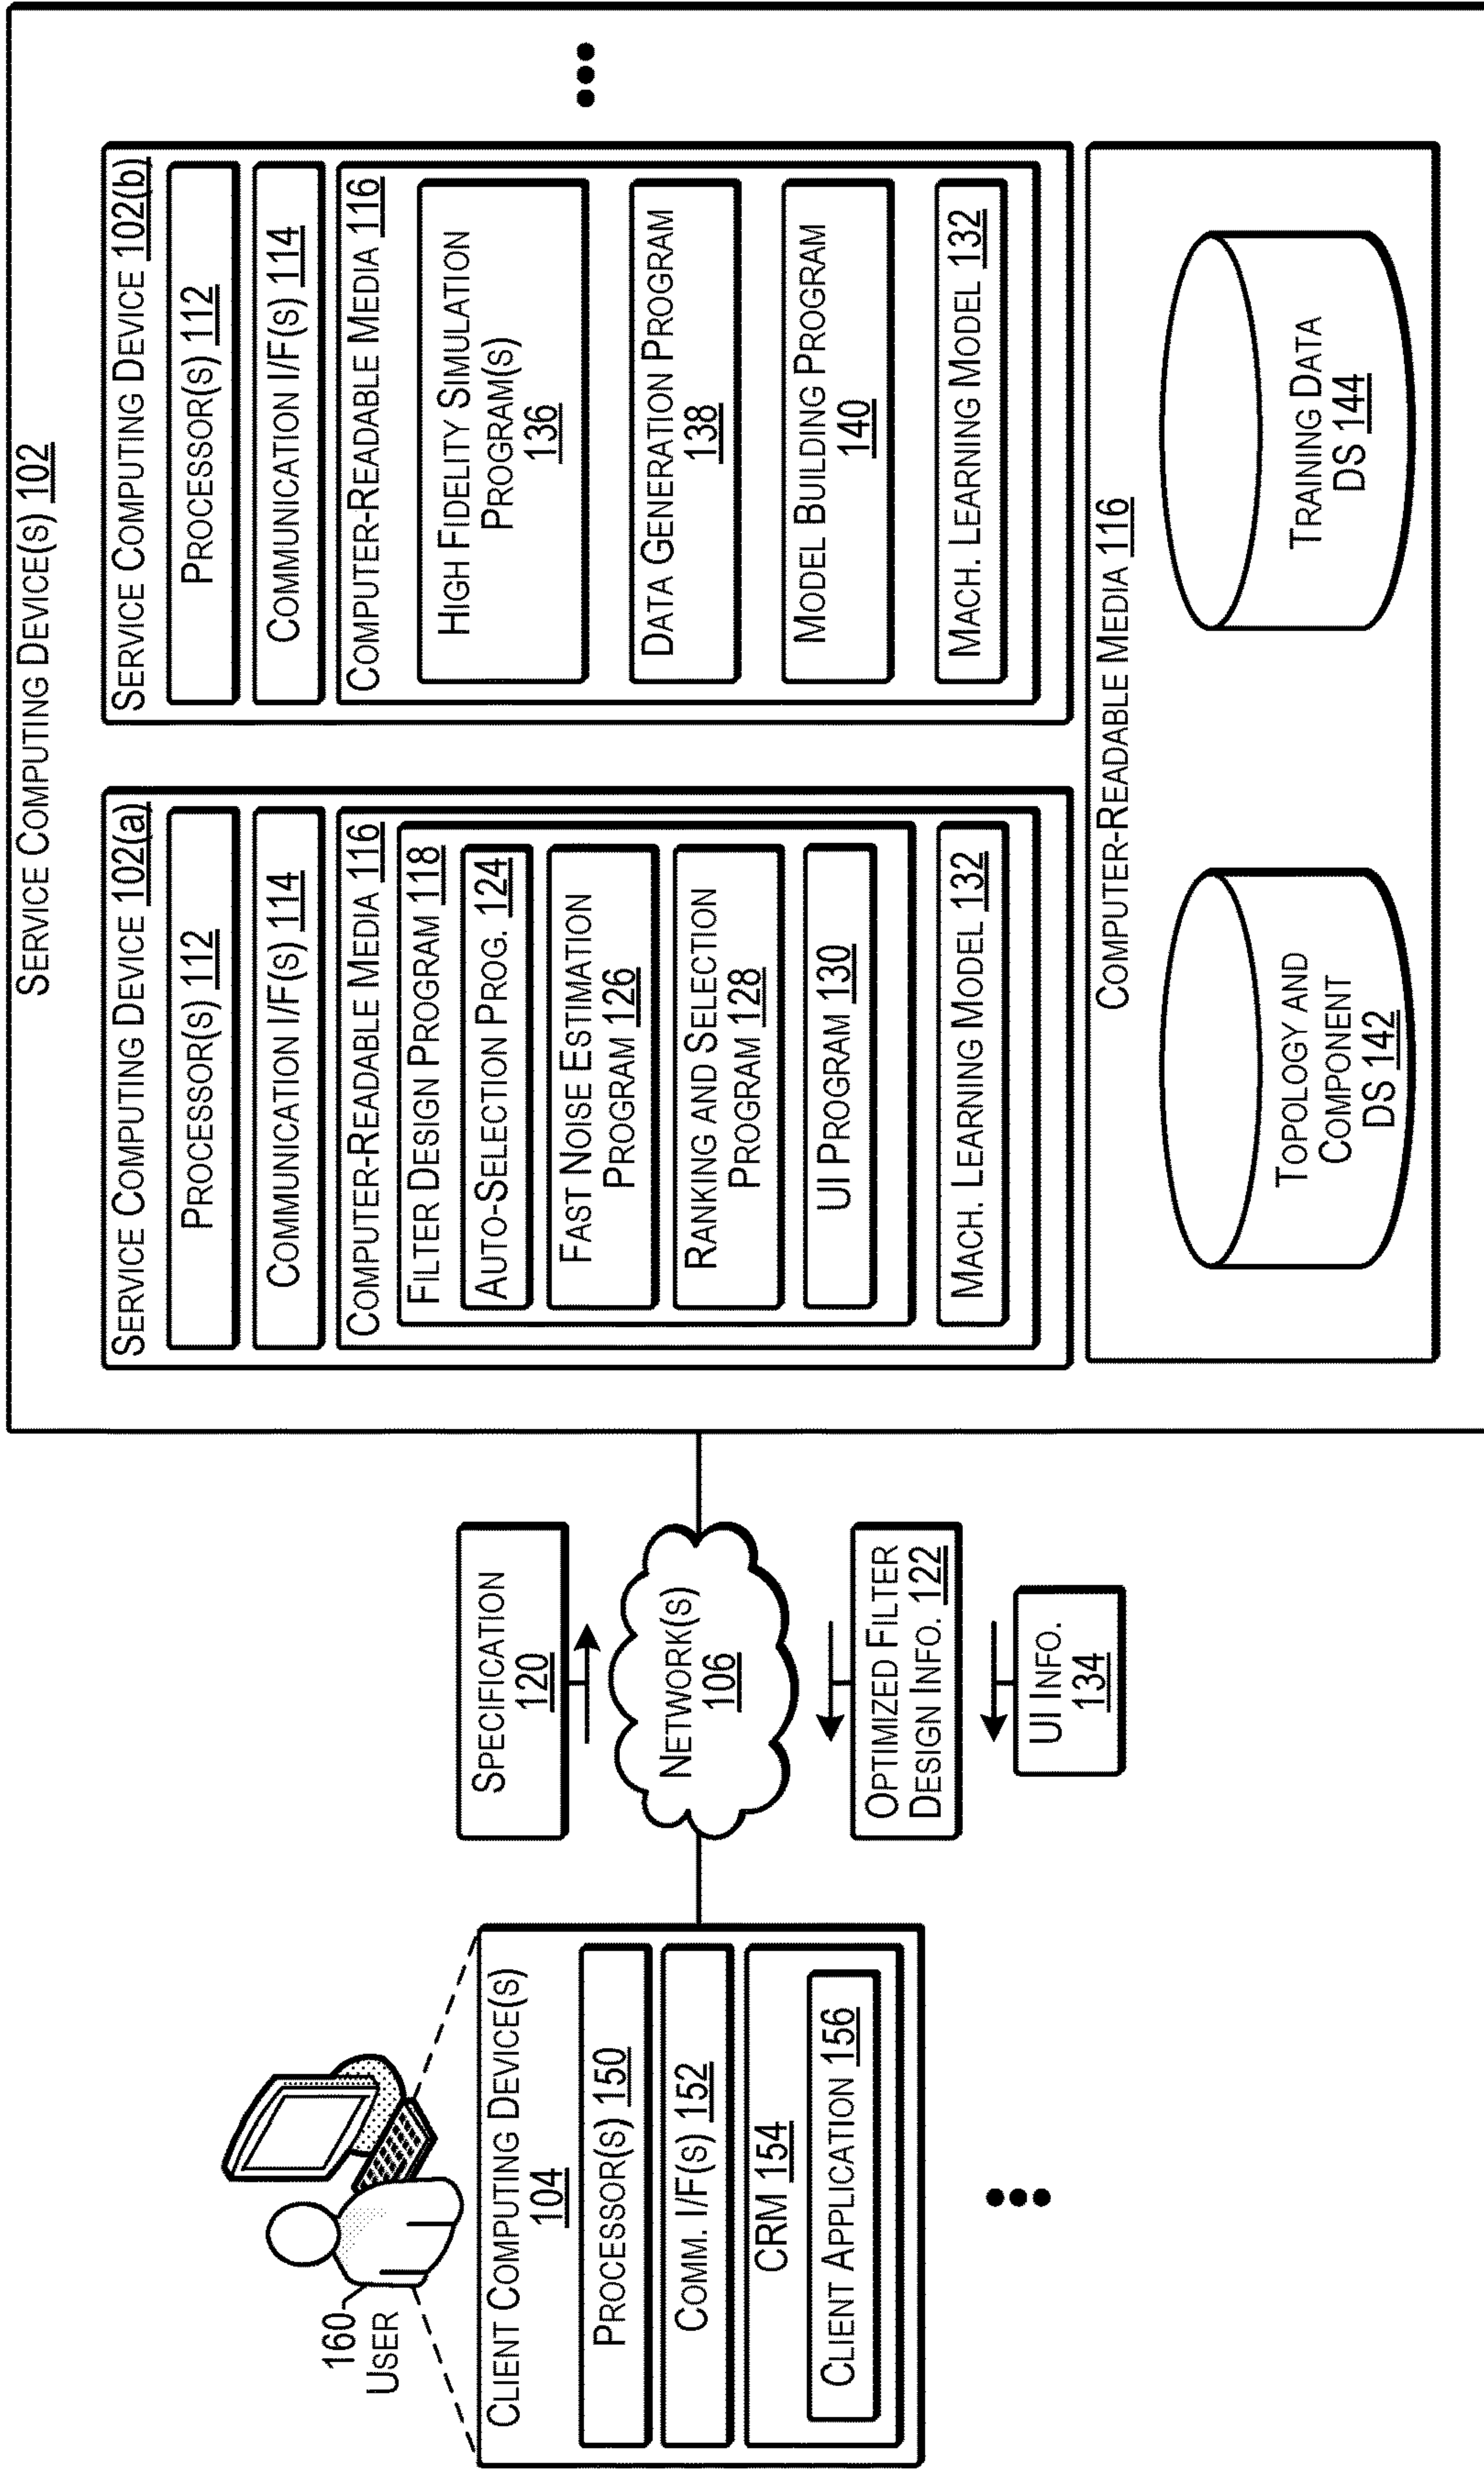 SERVICE COMPUTING DEVICE(S) 102
SERVICE COMPUTING DEVICE 102(a)
PROCESSOR(S) 112
COMMUNICATION I/F(S) 114
COMPUTER-READABLE MEDIA 116
FILTER DESIGN PROGRAM 118
AUTO-SELECTION PROG. 124
FAST NOISE ESTIMATION
PROGRAM 126
RANKING AND SELECTION
PROGRAM 128
UI PROGRAM 130
MACH. LEARNING MODEL 132
SERVICE COMPUTING DEVICE 102(b)
PROCESSOR(S) 112
COMMUNICATION I/F(S) 114
COMPUTER-READABLE MEDIA 116
HIGH FIDELITY SIMULATION
PROGRAM(S)
136
DATA GENERATION PROGRAM
138
MODEL BUILDING PROGRAM
140
MACH. LEARNING MODEL 132
COMPUTER-READABLE MEDIA 116
TOPOLOGY AND
COMPONENT
DS 142
TRAINING DATA
DS 144
SPECIFICATION
120
NETWORK(S)
106
OPTIMIZED FILTER
DESIGN INFO. 122
UI INFO.
134
160
USER
CLIENT COMPUTING DEVICE(S)
104
PROCESSOR(S) 150
COMM. I/F(S) 152
CRM 154
CLIENT APPLICATION 156